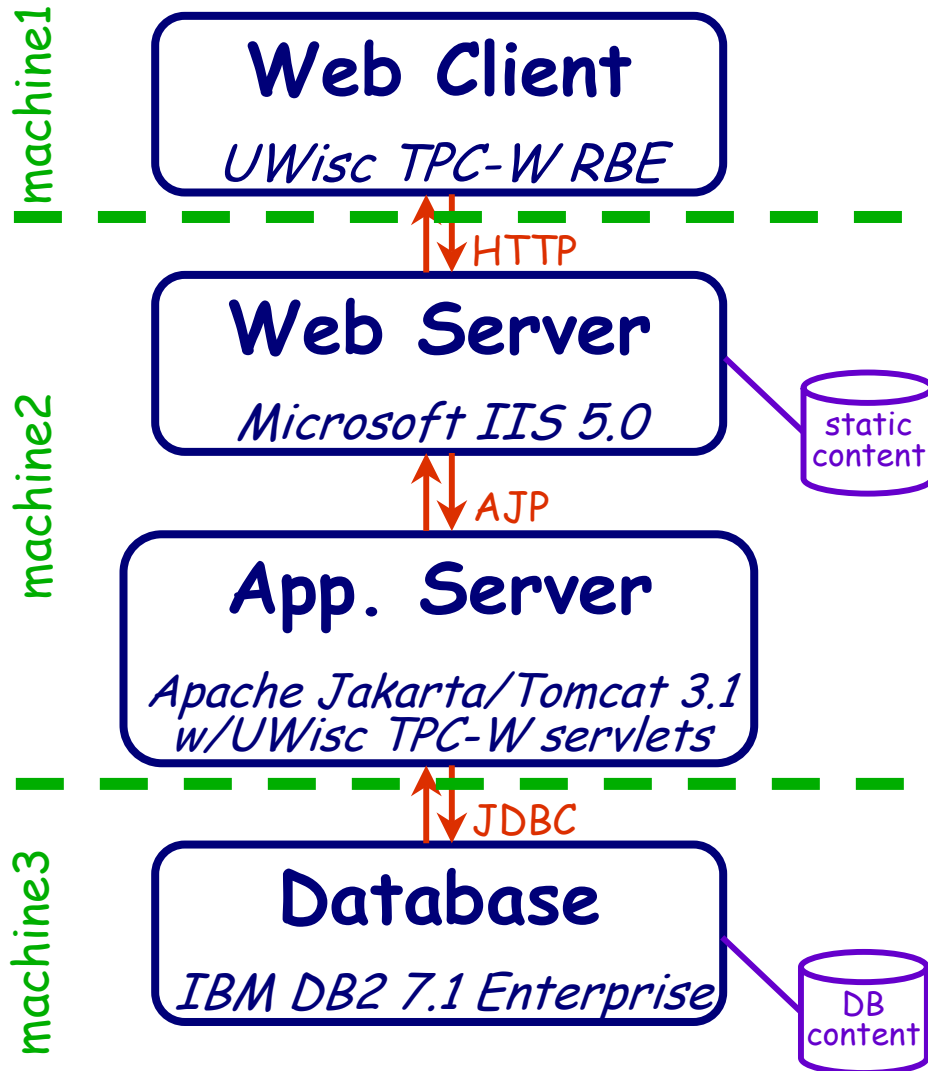 machine1
Web Client
UWisc TPC-W RBE
HTTP
machine2
Web Server
Microsoft IIS 5.0
static
content
AJP
App. Server
Apache Jakarta/Tomcat 3.1
w/UWisc TPC-W servlets
JDBC
machine3
Database
IBM DB2 7.1 Enterprise
DB
content